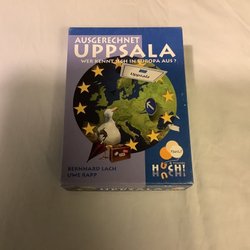 AUSGERECHNET
UPPSALA
WER KENNT SICH IN EUROPA AUS?
Uppsala
BERNHARD LACH
UWE RAPP
HUCH!